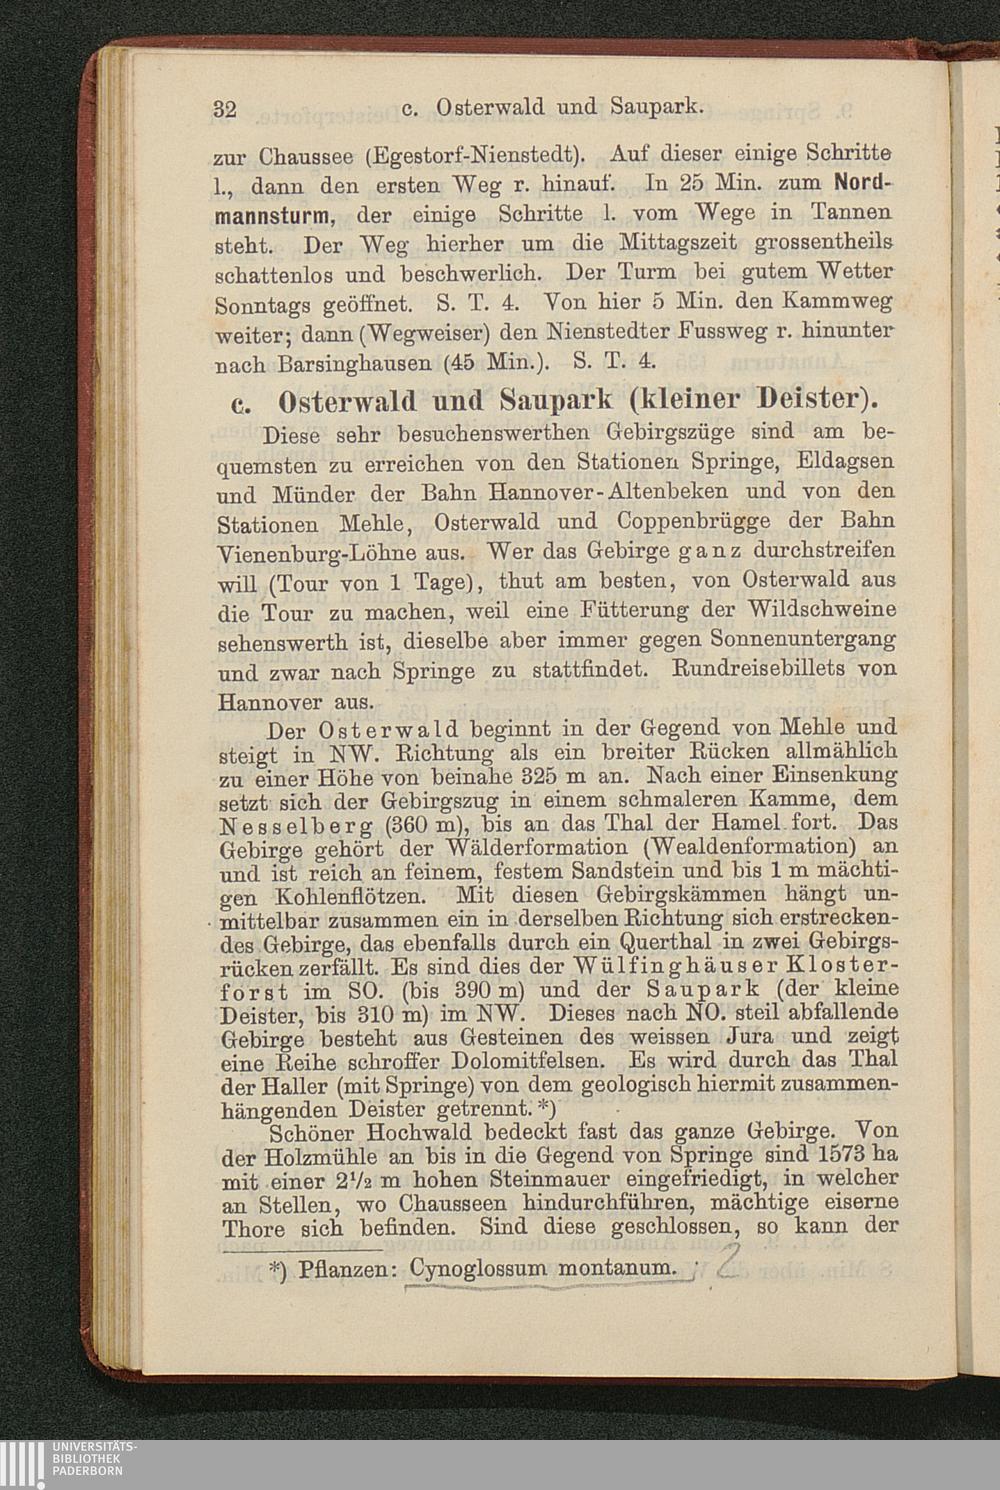 32 c. Osterwald und Saupark.
zur Chaussee (Egestorf-Nienstedt). Auf dieser einige Schritte
l., dann den ersten Weg r. hinauf. In 25 Min. zum Nord-
mannsturm, der einige Schritte l. vom Wege in Tannen
steht. Der Weg hierher um die Mittagszeit grossentheils
schattenlos und beschwerlich. Der Turm bei gutem Wetter
Sonntags geöffnet. S. T. 4. Von hier 5 Min. den Kammweg
weiter; dann (Wegweiser) den Nienstedter Fussweg r. hinunter
nach Barsinghausen (45 Min.). S. T. 4.
c. Osterwald und Saupark (kleiner Deister).
Diese sehr besuchenswerthen Gebirgszüge sind am be-
quemsten zu erreichen von den Stationen Springe, Eldagsen
und Münder der Bahn Hannover-Altenbeken und von den
Stationen Mehle, Osterwald und Coppenbrügge der Bahn
Vienenburg-Löhne aus. Wer das Gebirge ganz durchstreifen
will (Tour von 1 Tage), thut am besten, von Osterwald aus
die Tour zu machen, weil eine Fütterung der Wildschweine
sehenswerth ist, dieselbe aber immer gegen Sonnenuntergang
und zwar nach Springe zu stattfindet. Rundreisebillets von
Hannover aus.
Der Osterwald beginnt in der Gegend von Mehle und
steigt in NW. Richtung als ein breiter Rücken allmählich
zu einer Höhe von beinahe 325 m an. Nach einer Einsenkung
setzt sich der Gebirgszug in einem schmaleren Kamme, dem
Nesselberg (360 m), bis an das Thal der Hamel fort. Das
Gebirge gehört der Wälderformation (Wealdenformation) an
und ist reich an feinem, festem Sandstein und bis 1 m mächti-
gen Kohlenflötzen. Mit diesen Gebirgskämmen hängt un-
mittelbar zusammen ein in derselben Richtung sich erstrecken-
des Gebirge, das ebenfalls durch ein Querthal in zwei Gebirgs-
rücken zerfällt. Es sind dies der Wülfinghäuser Kloster-
forst im SO. (bis 390 m) und der Saupark (der kleine
Deister, bis 310 m) im NW. Dieses nach NO. steil abfallende
Gebirge besteht aus Gesteinen des weissen Jura und zeigt
eine Reihe schroffer Dolomitfelsen. Es wird durch das Thal
der Haller (mit Springe) von dem geologisch hiermit zusammen-
hängenden Deister getrennt.*)
Schöner Hochwald bedeckt fast das ganze Gebirge. Von
der Holzmühle an bis in die Gegend von Springe sind 1573 ha
mit einer 2½ m hohen Steinmauer eingefriedigt, in welcher
an Stellen, wo Chausseen hindurchführen, mächtige eiserne
Thore sich befinden. Sind diese geschlossen, so kann der
*) Pflanzen: Cynoglossum montanum. ; 2
UNIVERSITÄTS-
BIBLIOTHEK
PADERBORN